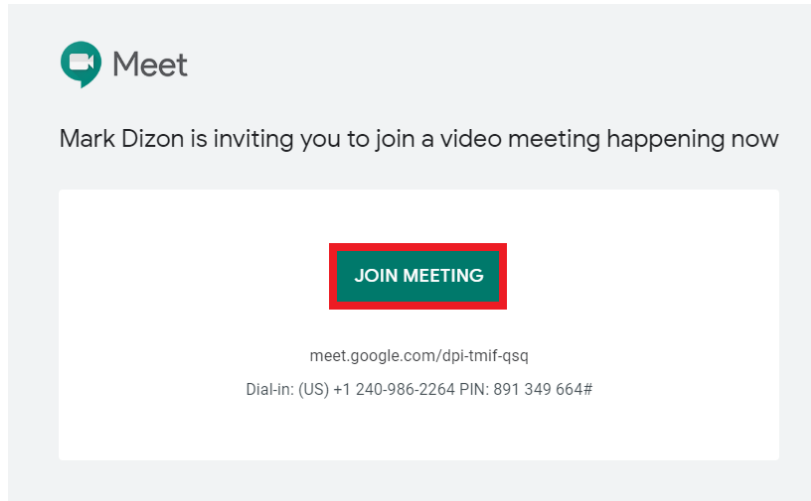 Meet
Mark Dizon is inviting you to join a video meeting happening now
JOIN MEETING
meet.google.com/dpi-tmif-qsq
Dial-in: (US) +1 240-986-2264 PIN: 891 349 664#